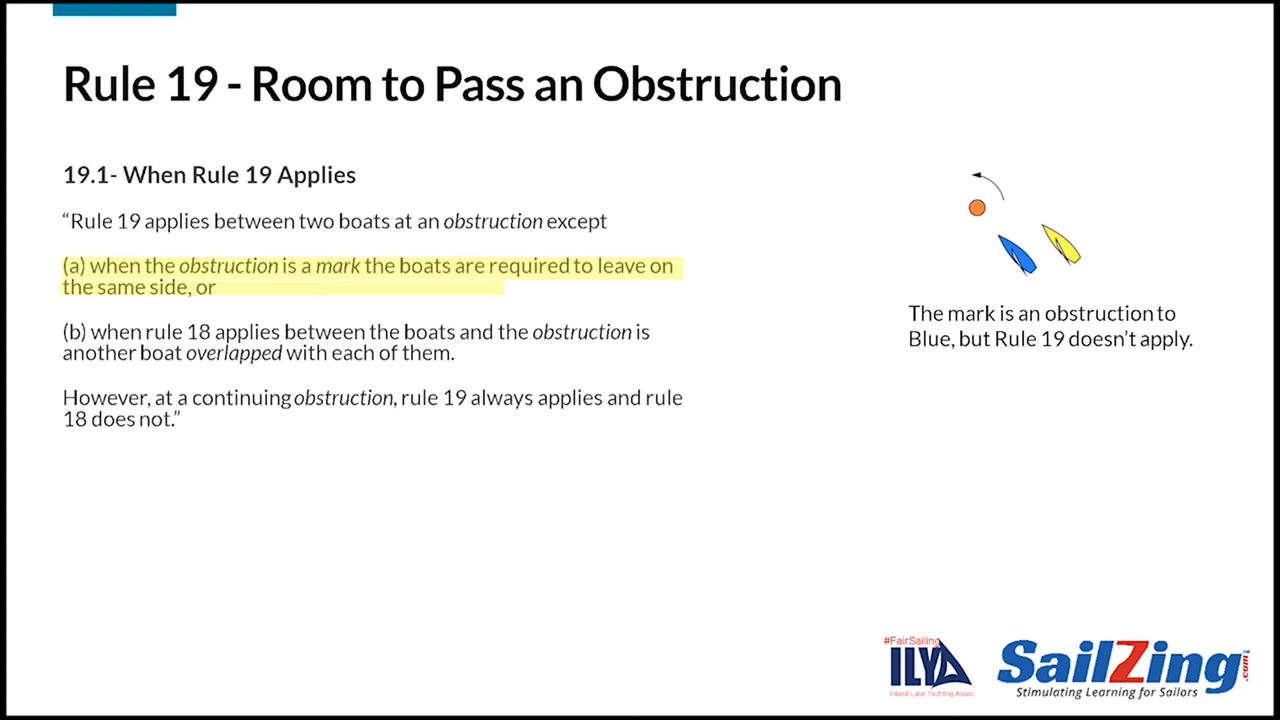 Rule 19 - Room to Pass an Obstruction
19.1- When Rule 19 Applies
“Rule 19 applies between two boats at an obstruction except
(a) when the obstruction is a mark the boats are required to leave on
the same side, or
(b) when rule 18 applies between the boats and the obstruction is
another boat overlapped with each of them.
However, at a continuing obstruction, rule 19 always applies and rule
18 does not.”
The mark is an obstruction to
Blue, but Rule 19 doesn’t apply.
#FairSailing
ILYA
Inland Lake Yachting Assoc.
SailZing.com
Stimulating Learning for Sailors